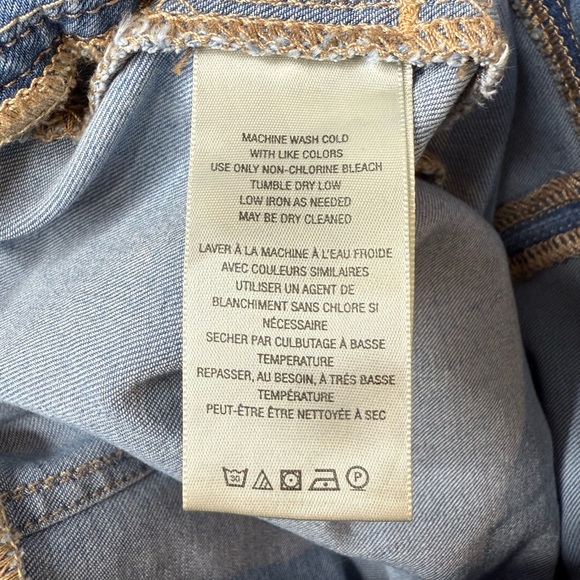 MACHINE WASH COLD
WITH LIKE COLORS
USE ONLY NON-CHLORINE BLEACH
TUMBLE DRY LOW
LOW IRON AS NEEDED
MAY BE DRY CLEANED
LAVER À LA MACHINE À L'EAU FROIDE
AVEC COULEURS SIMILAIRES
UTILISER UN AGENT DE
BLANCHIMENT SANS CHLORE SI
NÉCESSAIRE
SECHER PAR CULBUTAGE À BASSE
TEMPERATURE
REPASSER, AU BESOIN, À TRÉS BASSE
TEMPÉRATURE
PEUT-ÊTRE ÊTRE NETTOYÉE À SEC
30 P